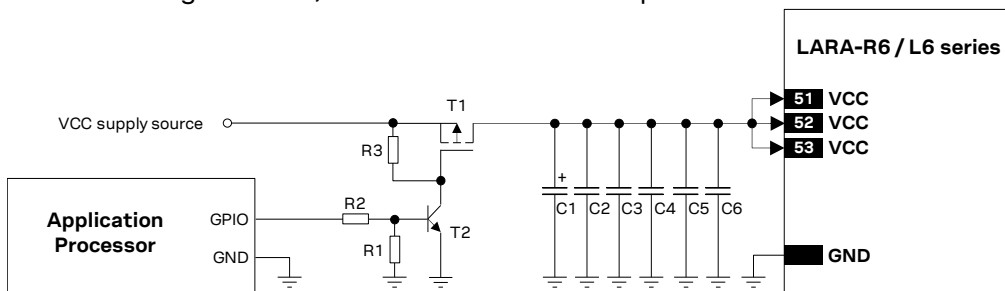 LARA-R6 / L6 series
T1
51 VCC
VCC supply source
52 VCC
R3
53 VCC
+
R2
Application
Processor
GPIO
C1 C2 C3 C4 C5 C6
T2
R1
GND
GND